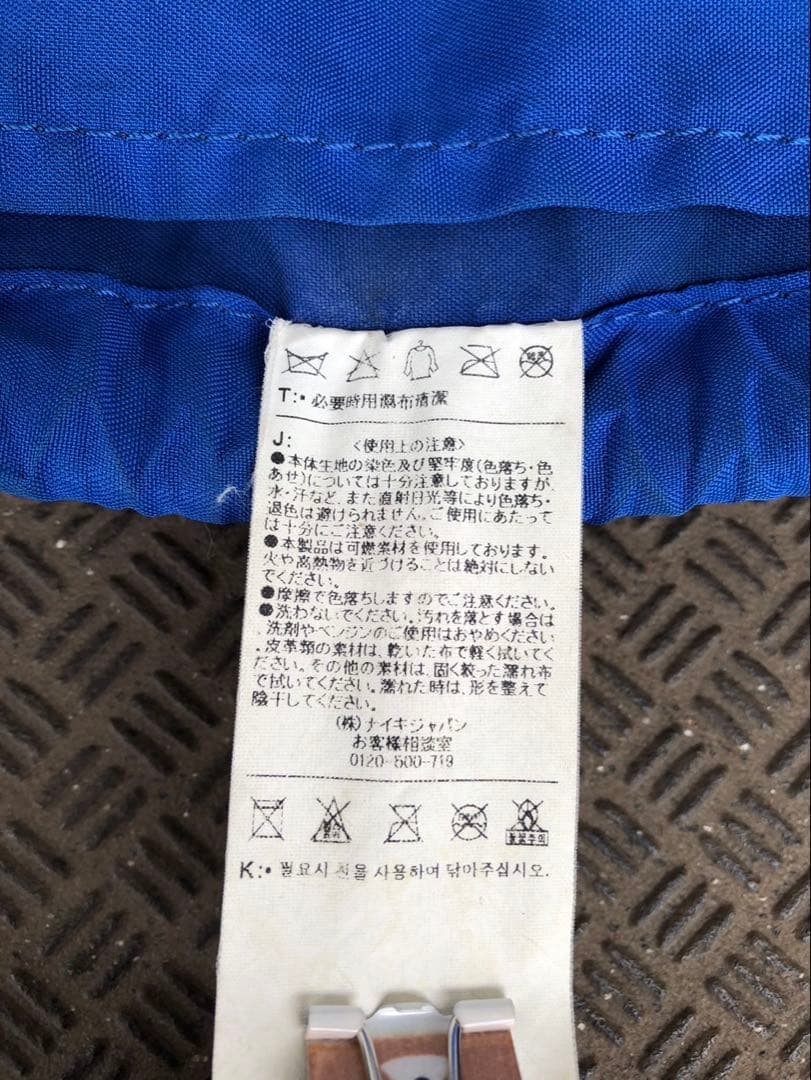 T:• 必要時用濕布清潔
J:
〈使用上の注意〉
●本体生地の染色及び堅牢度(色落ち・色
あせ)については十分注意しておりますが、
水・汗など、また直射日光等により色落ち・
退色は避けられません。ご使用にあたって
は十分にご注意ください。
●本製品は可燃素材を使用しております。
火や高熱物を近づけることは絶対にしない
でください。
●摩擦で色落ちしますのでご注意ください。
●洗わないでください。汚れを落とす場合は
、洗剤やベンジンのご使用はおやめください
。皮革類の素材は、乾いた布で軽く拭いてく
ださい。その他の素材は、固く絞った濡れ布
で拭いてください。濡れた時は、形を整えて
陰干してください。
(株)ナイキジャパン
お客様相談室
0120-500-719
불꽃주의
K:• 필요시 천을 사용하여 닦아주십시오.